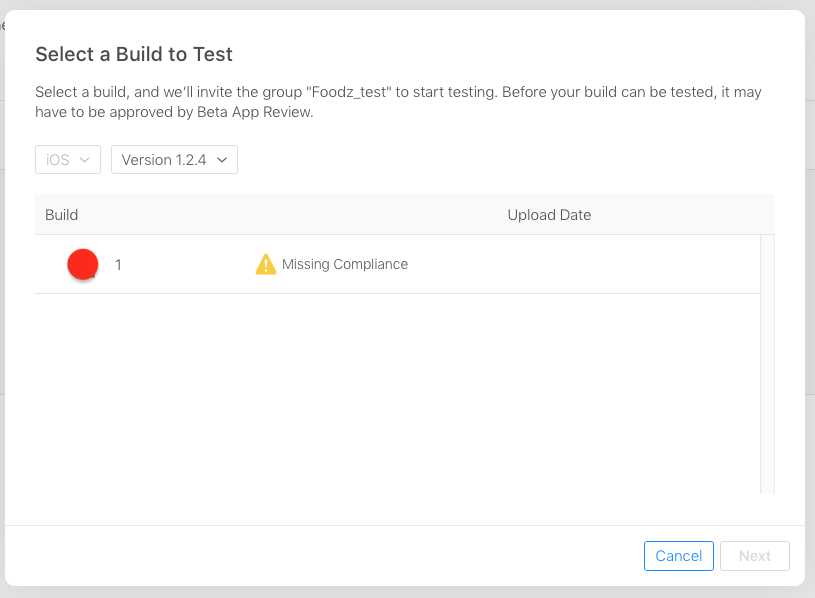 Select a Build to Test
Select a build, and we’ll invite the group "Foodz_test" to start testing. Before your build can be tested, it may
have to be approved by Beta App Review.
iOS Version 1.2.4
Build Upload Date
1 Missing Compliance
Cancel Next